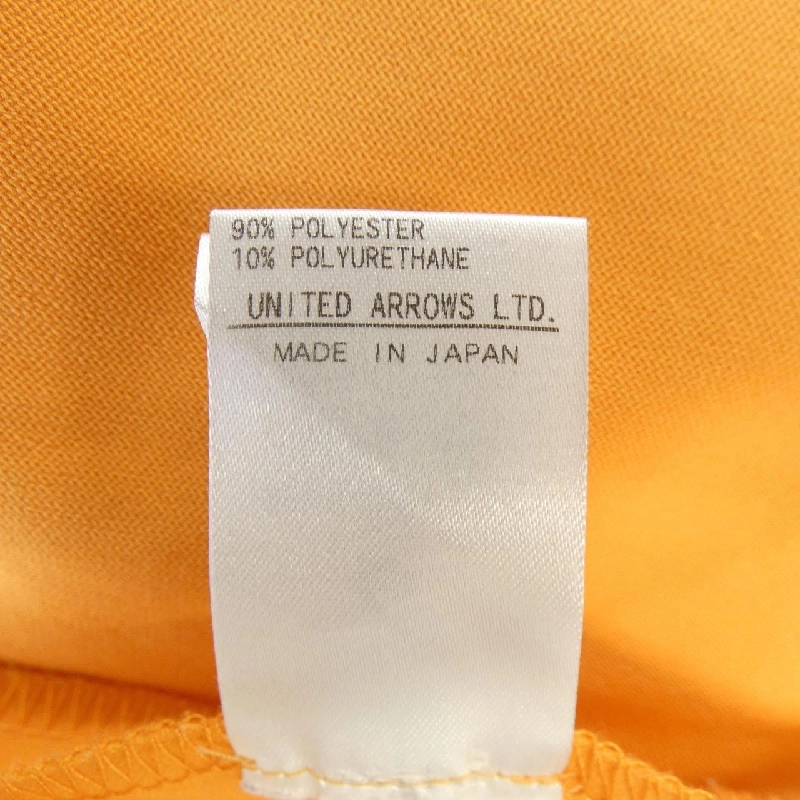 90% POLYESTER
10% POLYURETHANE
UNITED ARROWS LTD.
MADE IN JAPAN